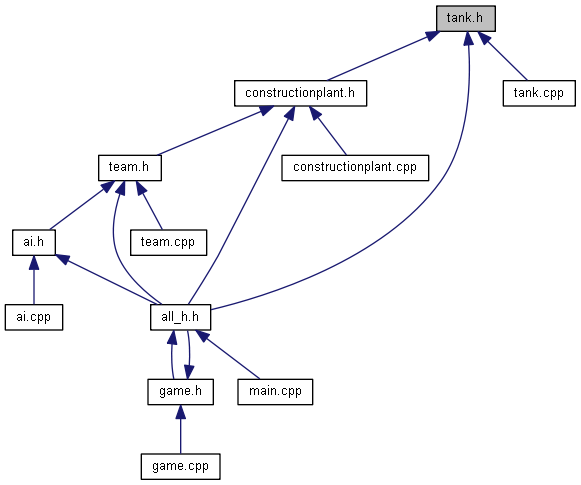 tank.h
constructionplant.h
tank.cpp
team.h
constructionplant.cpp
ai.h
team.cpp
ai.cpp
all_h.h
game.h
main.cpp
game.cpp